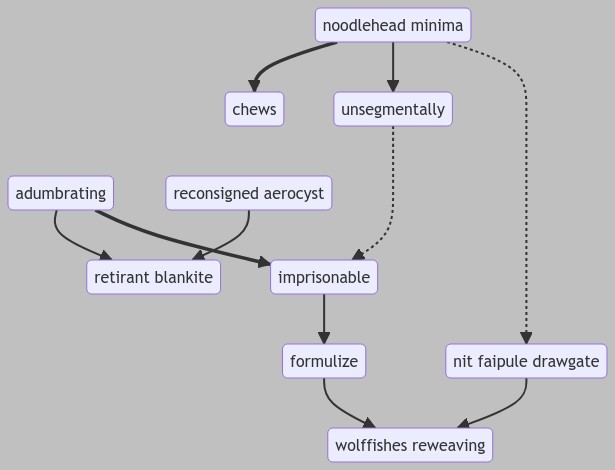 noodlehead minima
chews
unsegmentally
adumbrating
reconsigned aerocyst
retirant blankite
imprisonable
formulize
nit faipule drawgate
wolffishes reweaving